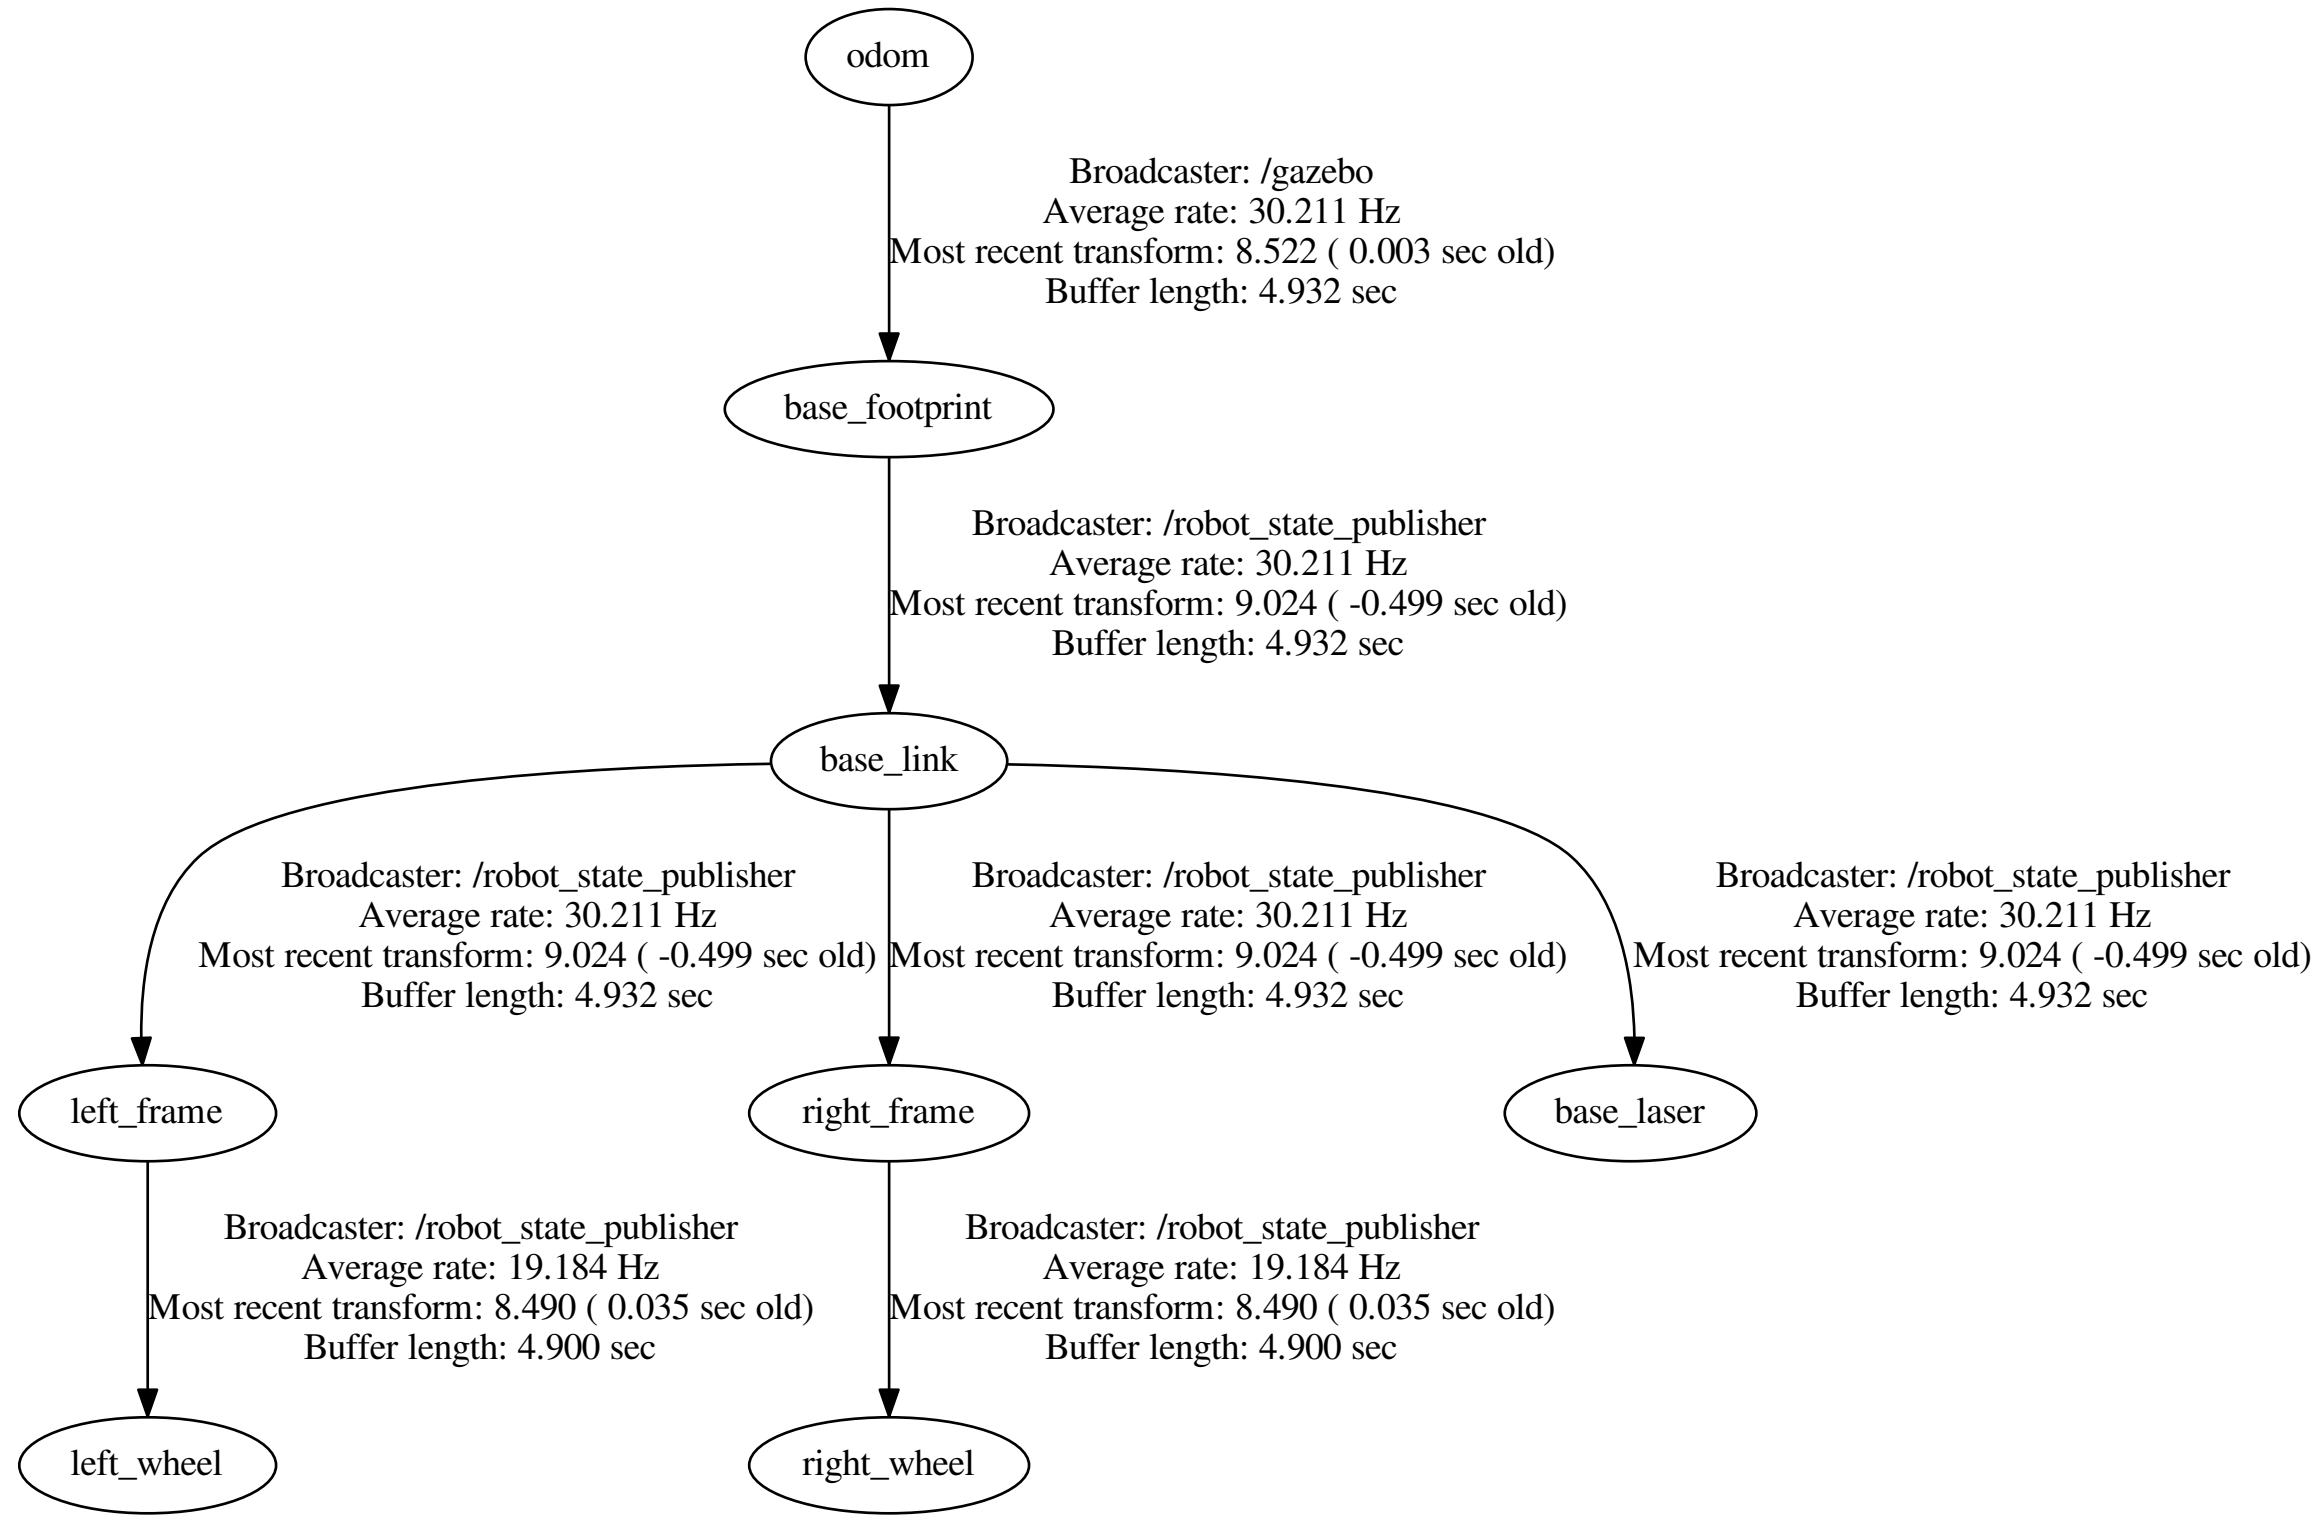 odom
Broadcaster: /gazebo
Average rate: 30.211 Hz
Most recent transform: 8.522 ( 0.003 sec old)
Buffer length: 4.932 sec
base_footprint
Broadcaster: /robot_state_publisher
Average rate: 30.211 Hz
Most recent transform: 9.024 ( -0.499 sec old)
Buffer length: 4.932 sec
base_link
Broadcaster: /robot_state_publisher
Average rate: 30.211 Hz
Most recent transform: 9.024 ( -0.499 sec old)
Buffer length: 4.932 sec
Broadcaster: /robot_state_publisher
Average rate: 30.211 Hz
Most recent transform: 9.024 ( -0.499 sec old)
Buffer length: 4.932 sec
Broadcaster: /robot_state_publisher
Average rate: 30.211 Hz
Most recent transform: 9.024 ( -0.499 sec old)
Buffer length: 4.932 sec
left_frame
right_frame
base_laser
Broadcaster: /robot_state_publisher
Average rate: 19.184 Hz
Most recent transform: 8.490 ( 0.035 sec old)
Buffer length: 4.900 sec
Broadcaster: /robot_state_publisher
Average rate: 19.184 Hz
Most recent transform: 8.490 ( 0.035 sec old)
Buffer length: 4.900 sec
left_wheel
right_wheel